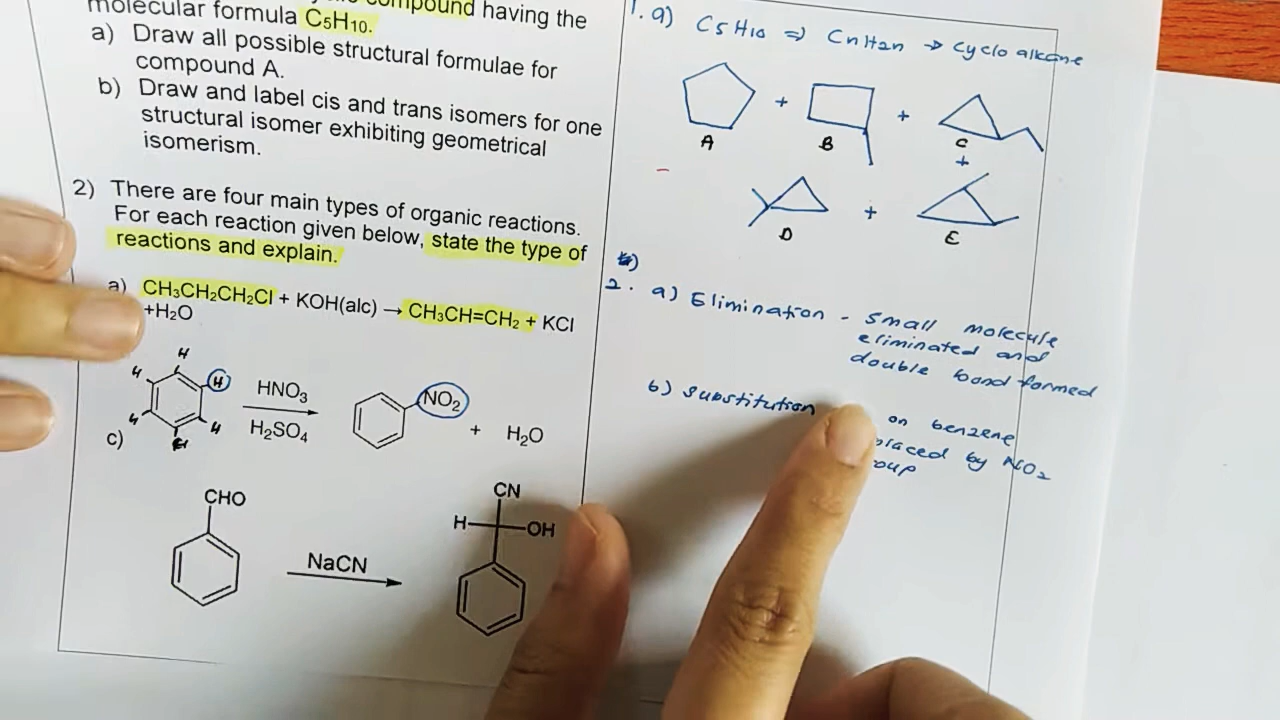 compound having the
molecular formula C₅H₁₀.
a) Draw all possible structural formulae for
compound A.
b) Draw and label cis and trans isomers for one
structural isomer exhibiting geometrical
isomerism.
2) There are four main types of organic reactions.
For each reaction given below, state the type of
reactions and explain.
a) CH₃CH₂CH₂Cl + KOH(alc) → CH₃CH=CH₂ + KCl
+H₂O
H
H H
H H
H
HNO₃
H₂SO₄
NO₂
+ H₂O
c)
CHO
NaCN
CN
H OH
1. a) C5H10 ⇒ CnH2n → cyclo alkane
+ +
A B C
+
+
D E
b)
2. a) Elimination - small molecule
eliminated and
double bond formed
b) substitution on benzene
by NO2